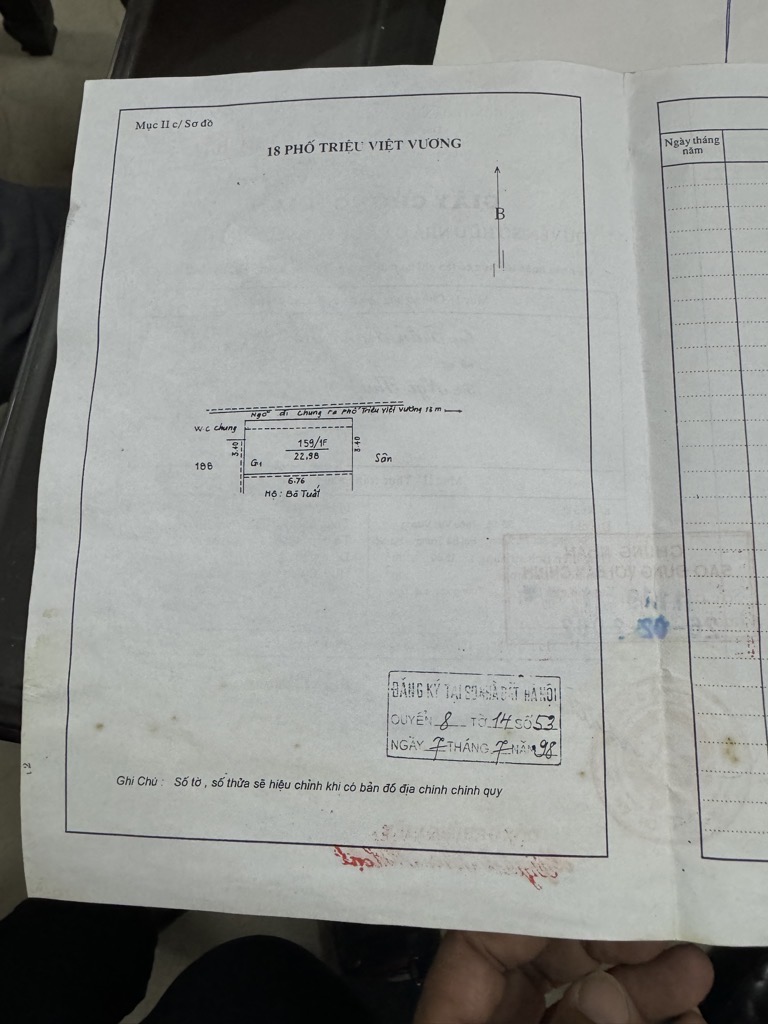 Mục II c/ Sơ đồ
18 PHỐ TRIỆU VIỆT VƯƠNG
B
Ngày tháng
năm
Ngõ đi chung ra Phố Triệu Việt Vương 13 m
W.C chung
3.40
159/1F
22.98
3.40
18B
G1
Sân
6.76
Hộ: Bà Tuất
ĐĂNG KÝ TẠI SỞ NHÀ ĐẤT HÀ NỘI
QUYỂN 8 TỜ 14 SỐ 53
NGÀY 7 THÁNG 7 NĂM 98
Ghi Chú : Số tờ , số thửa sẽ hiệu chỉnh khi có bản đồ địa chính chính quy